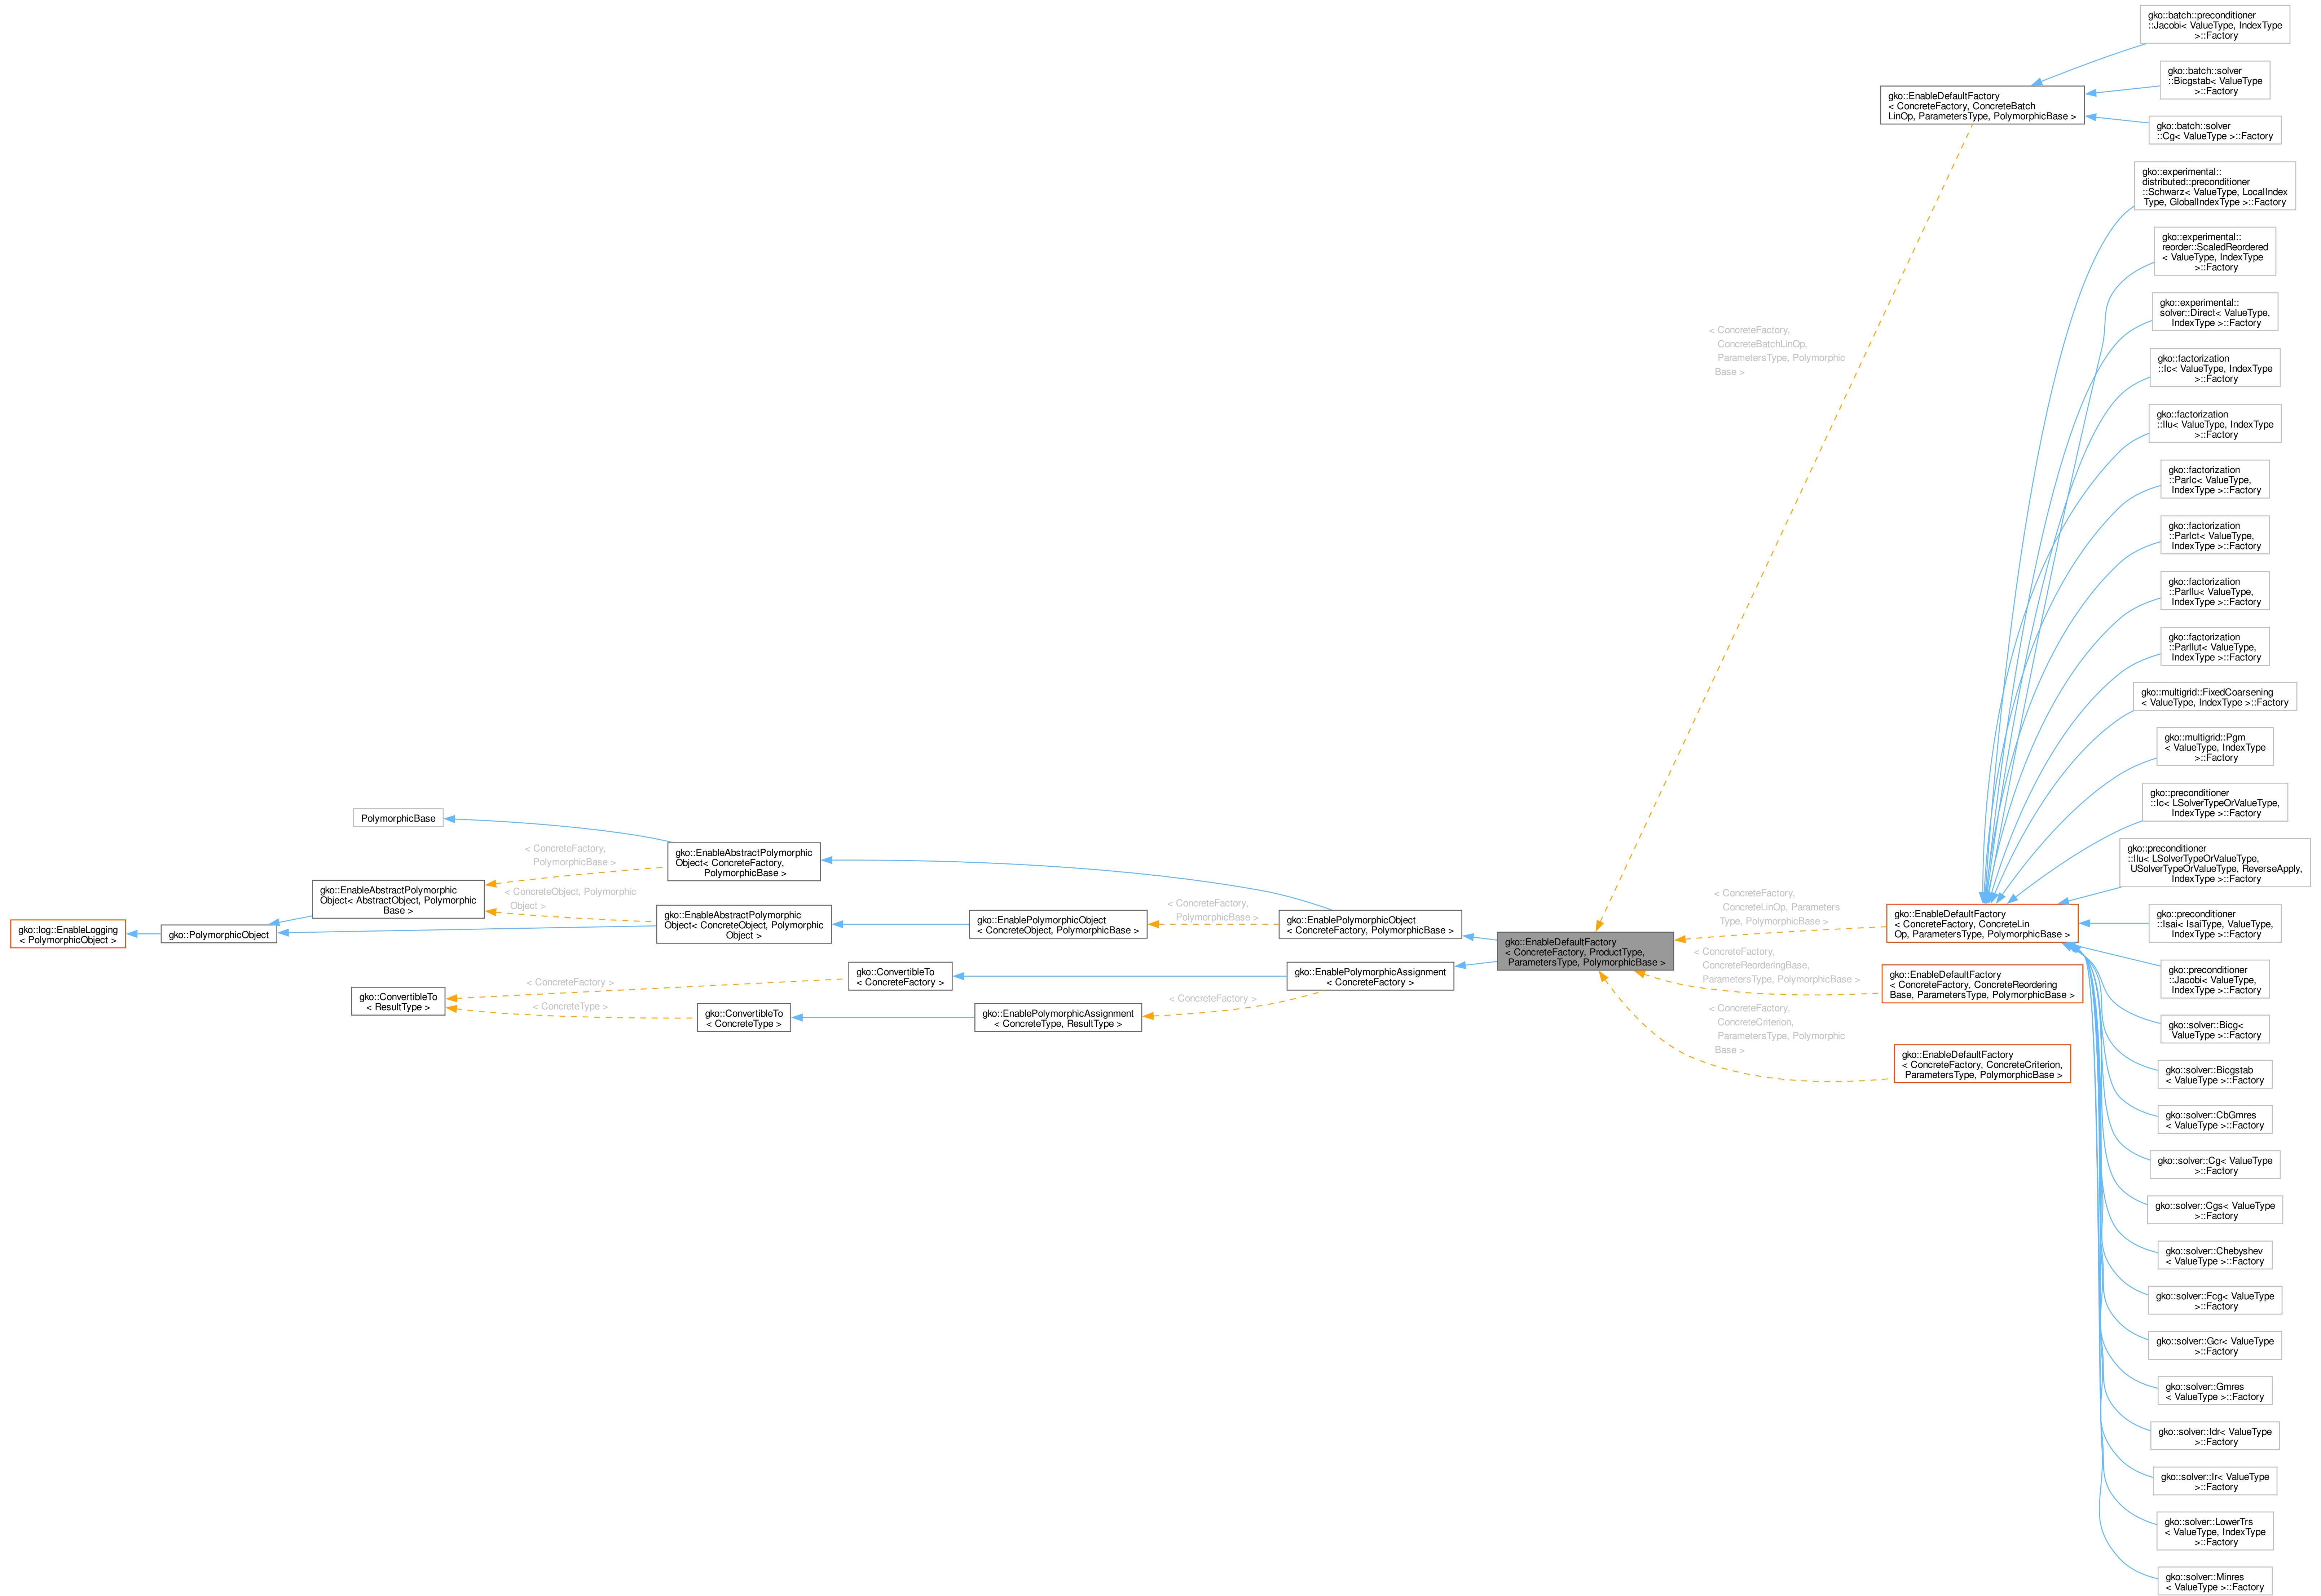 gko::batch::preconditioner
::Jacobi< ValueType, IndexType
>::Factory
gko::batch::solver
::Bicgstab< ValueType
>::Factory
gko::EnableDefaultFactory
< ConcreteFactory, ConcreteBatch
LinOp, ParametersType, PolymorphicBase >
gko::batch::solver
::Cg< ValueType >::Factory
gko::experimental::
distributed::preconditioner
::Schwarz< ValueType, LocalIndex
Type, GlobalIndexType >::Factory
gko::experimental::
reorder::ScaledReordered
< ValueType, IndexType
>::Factory
gko::experimental::
solver::Direct< ValueType,
IndexType >::Factory
< ConcreteFactory,
ConcreteBatchLinOp,
ParametersType, Polymorphic
Base >
gko::factorization
::Ic< ValueType, IndexType
>::Factory
gko::factorization
::Ilu< ValueType, IndexType
>::Factory
gko::factorization
::ParIc< ValueType,
IndexType >::Factory
gko::factorization
::ParIct< ValueType,
IndexType >::Factory
gko::factorization
::ParIlu< ValueType,
IndexType >::Factory
gko::factorization
::ParIlut< ValueType,
IndexType >::Factory
gko::multigrid::FixedCoarsening
< ValueType, IndexType >::Factory
gko::multigrid::Pgm
< ValueType, IndexType
>::Factory
gko::preconditioner
::Ic< LSolverTypeOrValueType,
IndexType >::Factory
gko::preconditioner
::Ilu< LSolverTypeOrValueType,
USolverTypeOrValueType, ReverseApply,
IndexType >::Factory
PolymorphicBase
< ConcreteFactory,
PolymorphicBase >
gko::EnableAbstractPolymorphic
Object< ConcreteFactory,
PolymorphicBase >
gko::EnableAbstractPolymorphic
Object< AbstractObject, Polymorphic
Base >
< ConcreteObject, Polymorphic
Object >
gko::EnableAbstractPolymorphic
Object< ConcreteObject, Polymorphic
Object >
gko::log::EnableLogging
< PolymorphicObject >
gko::PolymorphicObject
gko::EnablePolymorphicObject
< ConcreteObject, PolymorphicBase >
< ConcreteFactory,
PolymorphicBase >
gko::EnablePolymorphicObject
< ConcreteFactory, PolymorphicBase >
gko::EnableDefaultFactory
< ConcreteFactory, ProductType,
ParametersType, PolymorphicBase >
< ConcreteFactory,
ConcreteLinOp, Parameters
Type, PolymorphicBase >
gko::EnableDefaultFactory
< ConcreteFactory, ConcreteLin
Op, ParametersType, PolymorphicBase >
gko::preconditioner
::Isai< IsaiType, ValueType,
IndexType >::Factory
< ConcreteFactory,
ConcreteReorderingBase,
ParametersType, PolymorphicBase >
gko::EnableDefaultFactory
< ConcreteFactory, ConcreteReordering
Base, ParametersType, PolymorphicBase >
gko::preconditioner
::Jacobi< ValueType,
IndexType >::Factory
gko::ConvertibleTo
< ResultType >
< ConcreteFactory >
< ConcreteType >
gko::ConvertibleTo
< ConcreteFactory >
gko::ConvertibleTo
< ConcreteType >
gko::EnablePolymorphicAssignment
< ConcreteFactory >
< ConcreteFactory >
gko::EnablePolymorphicAssignment
< ConcreteType, ResultType >
< ConcreteFactory,
ConcreteCriterion,
ParametersType, Polymorphic
Base >
gko::EnableDefaultFactory
< ConcreteFactory, ConcreteCriterion,
ParametersType, PolymorphicBase >
gko::solver::Bicg<
ValueType >::Factory
gko::solver::Bicgstab
< ValueType >::Factory
gko::solver::CbGmres
< ValueType >::Factory
gko::solver::Cg< ValueType
>::Factory
gko::solver::Cgs< ValueType
>::Factory
gko::solver::Chebyshev
< ValueType >::Factory
gko::solver::Fcg< ValueType
>::Factory
gko::solver::Gcr< ValueType
>::Factory
gko::solver::Gmres
< ValueType >::Factory
gko::solver::Idr< ValueType
>::Factory
gko::solver::Ir< ValueType
>::Factory
gko::solver::LowerTrs
< ValueType, IndexType
>::Factory
gko::solver::Minres
< ValueType >::Factory